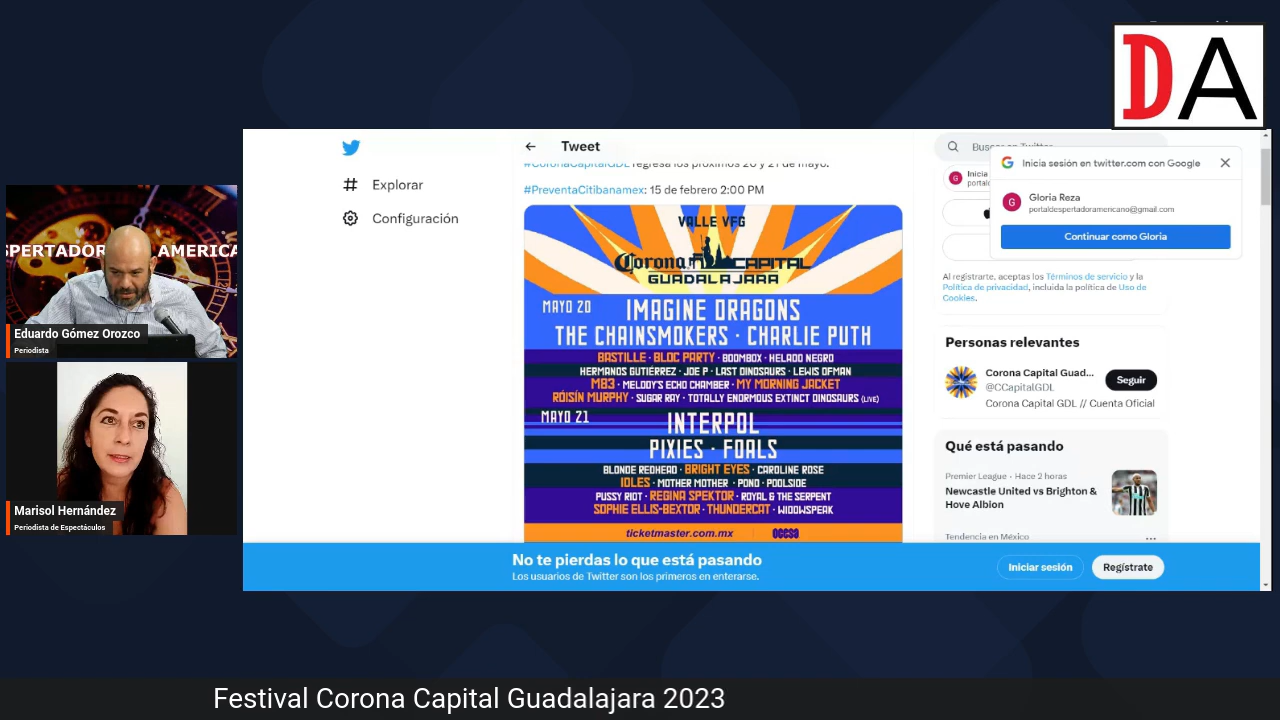 DA
SPERTADOR AMERICA
Eduardo Gómez Orozco
Periodista
Marisol Hernández
Periodista de Espectáculos
Explorar
Configuración
Tweet
#CoronaCapitalGDL regresa los próximos 20 y 21 de mayo.
#PreventaCitibanamex: 15 de febrero 2:00 PM
VALLE VFG
Corona CAPITAL
GUADALAJARA
MAYO 20
IMAGINE DRAGONS
THE CHAINSMOKERS · CHARLIE PUTH
BASTILLE · BLOC PARTY · BOOMBOX · HELADO NEGRO
HERMANOS GUTIÉRREZ · JOE P · LAST DINOSAURS · LEWIS OFMAN
M83 · MELODY'S ECHO CHAMBER · MY MORNING JACKET
RÓISÍN MURPHY · SUGAR RAY · TOTALLY ENORMOUS EXTINCT DINOSAURS (LIVE)
MAYO 21
INTERPOL
PIXIES · FOALS
BLONDE REDHEAD · BRIGHT EYES · CAROLINE ROSE
IDLES · MOTHER MOTHER · POND · POOLSIDE
PUSSY RIOT · REGINA SPEKTOR · ROYAL & THE SERPENT
SOPHIE ELLIS-BEXTOR · THUNDERCAT · WIDOWSPEAK
ticketmaster.com.mx
ocesa
Inicia
portal
G
Inicia sesión en twitter.com con Google
G
Gloria Reza
portaldespertadoramericano@gmail.com
Continuar como Gloria
Al registrarte, aceptas los Términos de servicio y la
Política de privacidad, incluida la política de Uso de
Cookies.
Personas relevantes
Corona Capital Guad...
@CCapitalGDL
Seguir
Corona Capital GDL // Cuenta Oficial
Qué está pasando
Premier League · Hace 2 horas
Newcastle United vs Brighton &
Hove Albion
Tendencia en México
No te pierdas lo que está pasando
Los usuarios de Twitter son los primeros en enterarse.
Iniciar sesión
Regístrate
Festival Corona Capital Guadalajara 2023